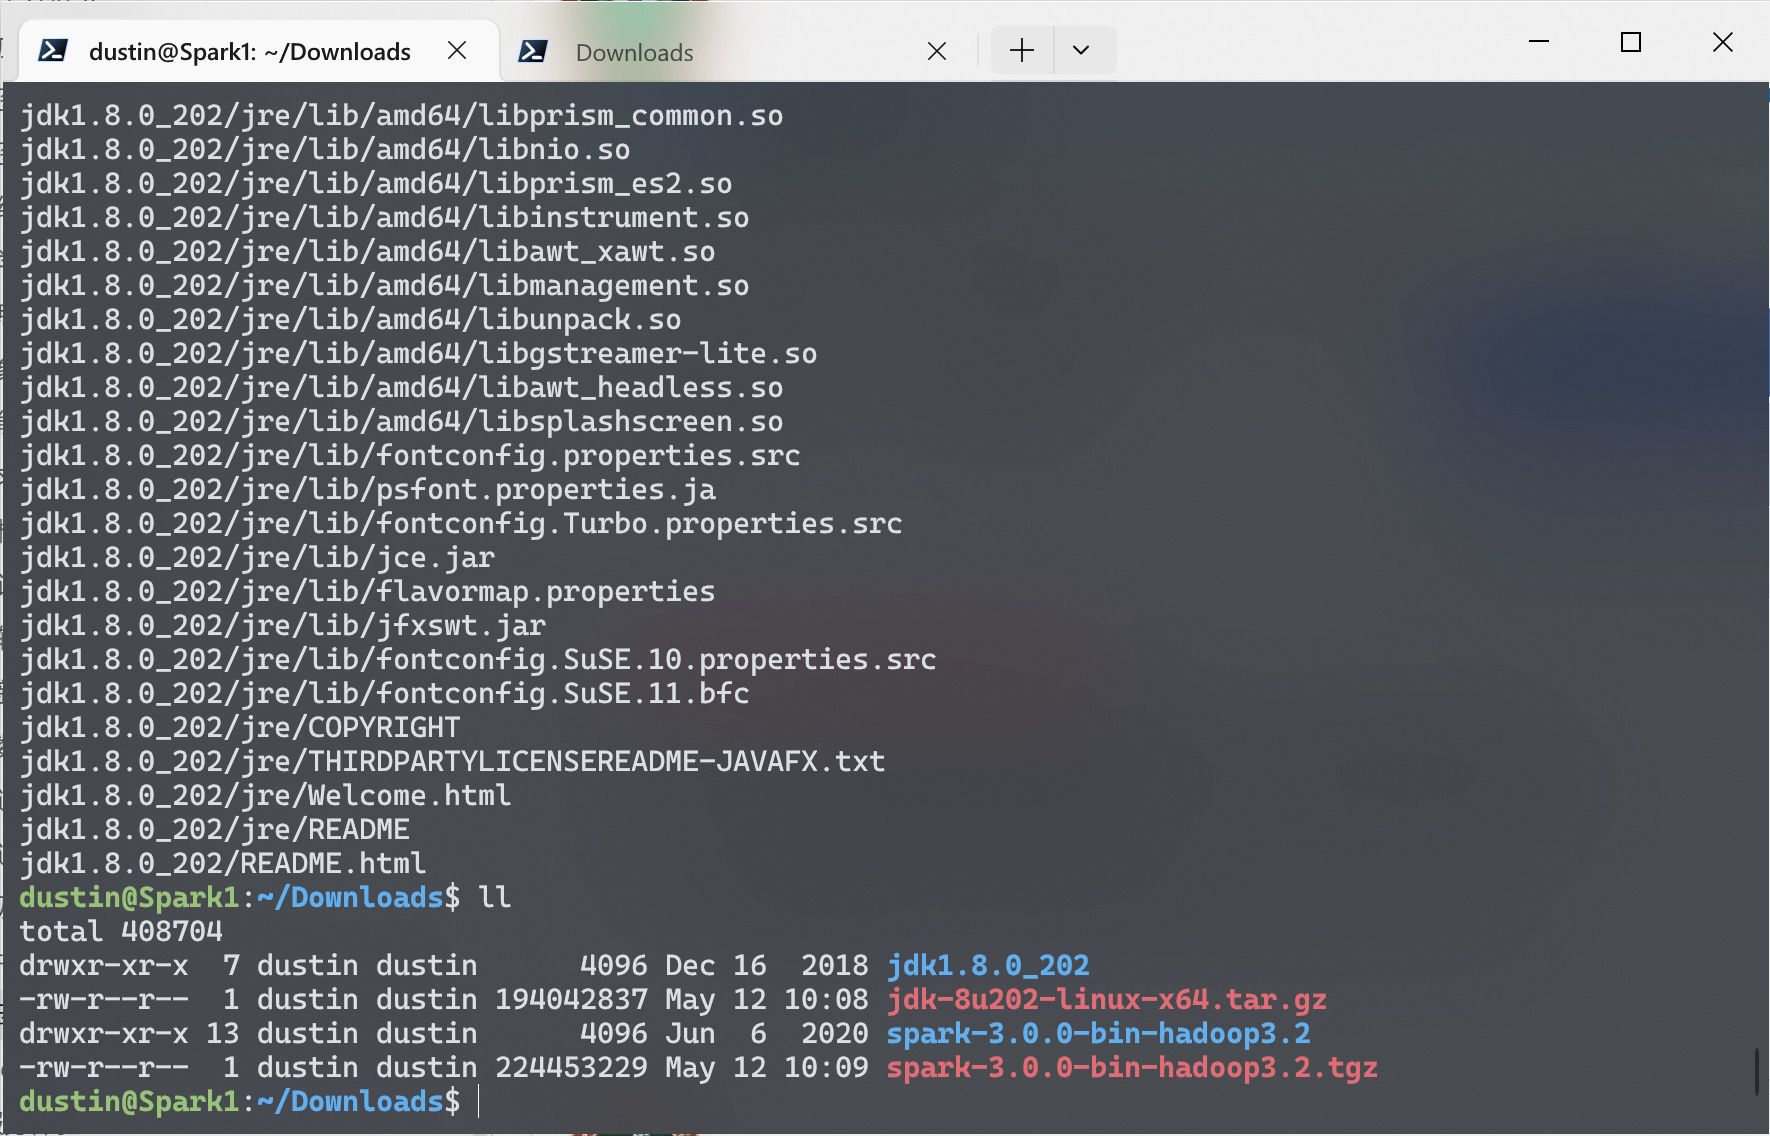 dustin@Spark1: ~/Downloads
Downloads
jdk1.8.0_202/jre/lib/amd64/libprism_common.so
jdk1.8.0_202/jre/lib/amd64/libnio.so
jdk1.8.0_202/jre/lib/amd64/libprism_es2.so
jdk1.8.0_202/jre/lib/amd64/libinstrument.so
jdk1.8.0_202/jre/lib/amd64/libawt_xawt.so
jdk1.8.0_202/jre/lib/amd64/libmanagement.so
jdk1.8.0_202/jre/lib/amd64/libunpack.so
jdk1.8.0_202/jre/lib/amd64/libgstreamer-lite.so
jdk1.8.0_202/jre/lib/amd64/libawt_headless.so
jdk1.8.0_202/jre/lib/amd64/libsplashscreen.so
jdk1.8.0_202/jre/lib/fontconfig.properties.src
jdk1.8.0_202/jre/lib/psfont.properties.ja
jdk1.8.0_202/jre/lib/fontconfig.Turbo.properties.src
jdk1.8.0_202/jre/lib/jce.jar
jdk1.8.0_202/jre/lib/flavormap.properties
jdk1.8.0_202/jre/lib/jfxswt.jar
jdk1.8.0_202/jre/lib/fontconfig.SuSE.10.properties.src
jdk1.8.0_202/jre/lib/fontconfig.SuSE.11.bfc
jdk1.8.0_202/jre/COPYRIGHT
jdk1.8.0_202/jre/THIRDPARTYLICENSEREADME-JAVAFX.txt
jdk1.8.0_202/jre/Welcome.html
jdk1.8.0_202/jre/README
jdk1.8.0_202/README.html
dustin@Spark1:~/Downloads$ ll
total 408704
drwxr-xr-x  7 dustin dustin      4096 Dec 16  2018 jdk1.8.0_202
-rw-r--r--  1 dustin dustin 194042837 May 12 10:08 jdk-8u202-linux-x64.tar.gz
drwxr-xr-x 13 dustin dustin      4096 Jun  6  2020 spark-3.0.0-bin-hadoop3.2
-rw-r--r--  1 dustin dustin 224453229 May 12 10:09 spark-3.0.0-bin-hadoop3.2.tgz
dustin@Spark1:~/Downloads$